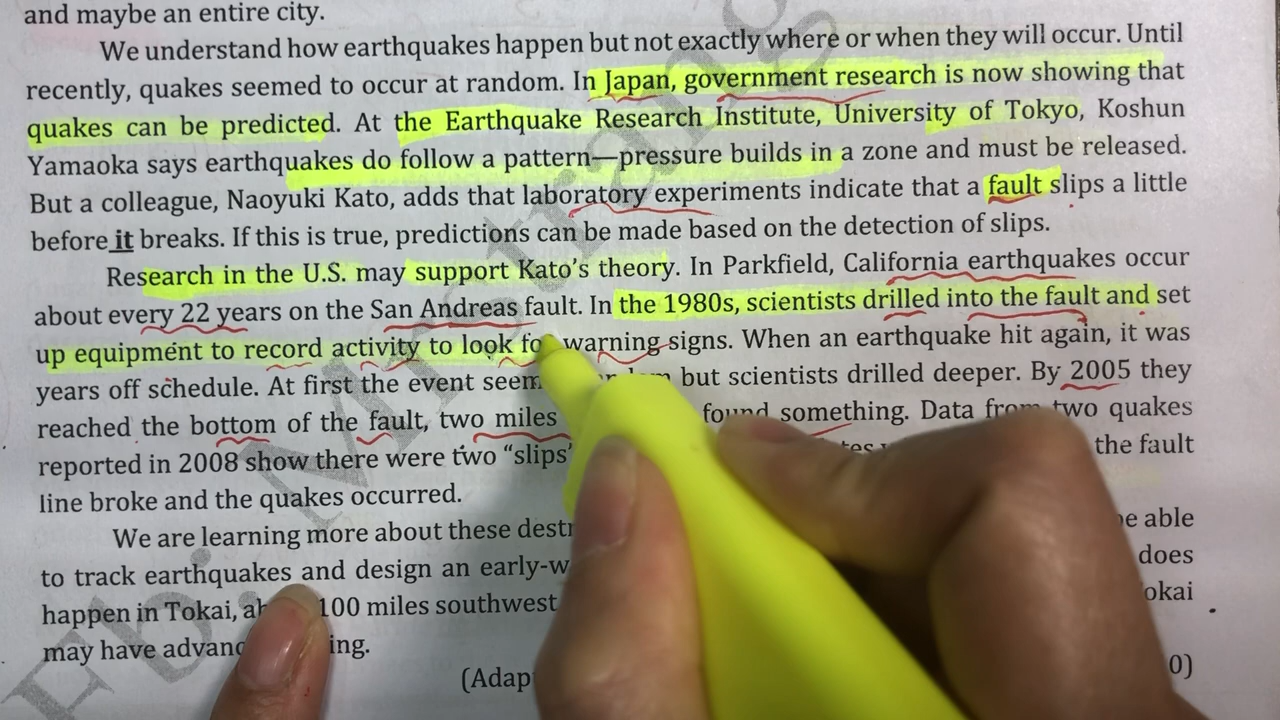 and maybe an entire city.
We understand how earthquakes happen but not exactly where or when they will occur. Until
recently, quakes seemed to occur at random. In Japan, government research is now showing that
quakes can be predicted. At the Earthquake Research Institute, University of Tokyo, Koshun
Yamaoka says earthquakes do follow a pattern—pressure builds in a zone and must be released.
But a colleague, Naoyuki Kato, adds that laboratory experiments indicate that a fault slips a little
before it breaks. If this is true, predictions can be made based on the detection of slips.
Research in the U.S. may support Kato's theory. In Parkfield, California earthquakes occur
about every 22 years on the San Andreas fault. In the 1980s, scientists drilled into the fault and set
up equipment to record activity to look for warning signs. When an earthquake hit again, it was
years off schedule. At first the event but scientists drilled deeper. By 2005 they
reached the bottom of the fault, two miles found something. Data from two quakes
reported in 2008 show there were two "slips" the fault
line broke and the quakes occurred.
We are learning more about these able
to track earthquakes and design an does
happen in Tokai, 100 miles southwest
may have